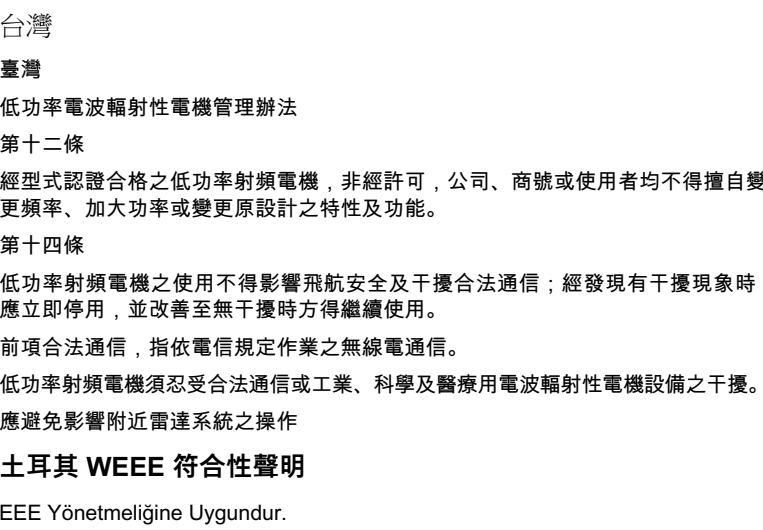 台灣
臺灣
低功率電波輻射性電機管理辦法
第十二條
經型式認證合格之低功率射頻電機，非經許可，公司、商號或使用者均不得擅自變
更頻率、加大功率或變更原設計之特性及功能。
第十四條
低功率射頻電機之使用不得影響飛航安全及干擾合法通信；經發現有干擾現象時
應立即停用，並改善至無干擾時方得繼續使用。
前項合法通信，指依電信規定作業之無線電通信。
低功率射頻電機須忍受合法通信或工業、科學及醫療用電波輻射性電機設備之干擾。
應避免影響附近雷達系統之操作
土耳其 WEEE 符合性聲明
EEE Yönetmeliğine Uygundur.